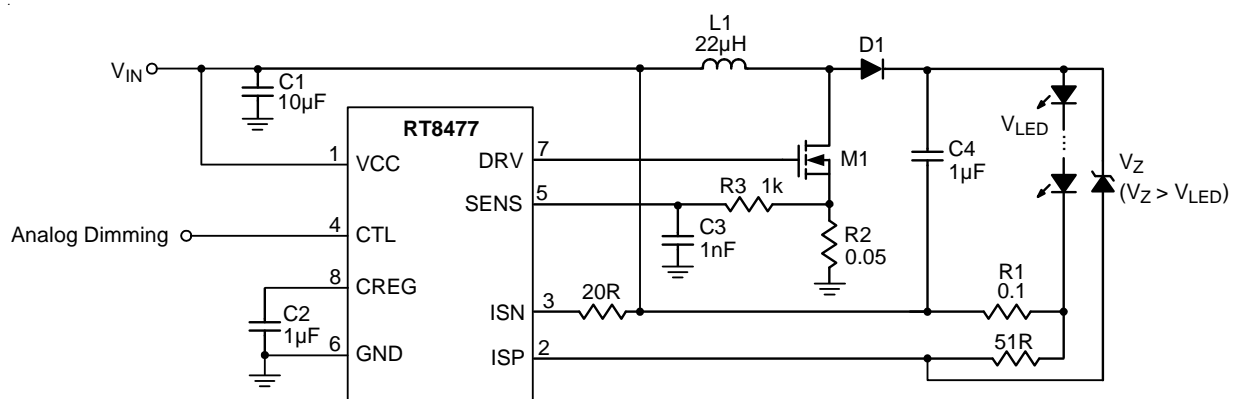 L1
22µH
D1
VIN
C1
10µF
RT8477
VLED
1
VCC
DRV
7
M1
C4
1µF
VZ
(VZ > VLED)
R3 1k
SENS
5
Analog Dimming
4
CTL
C3
1nF
R2
0.05
8
CREG
20R
R1
0.1
ISN
3
C2
1µF
6
GND
ISP
2
51R